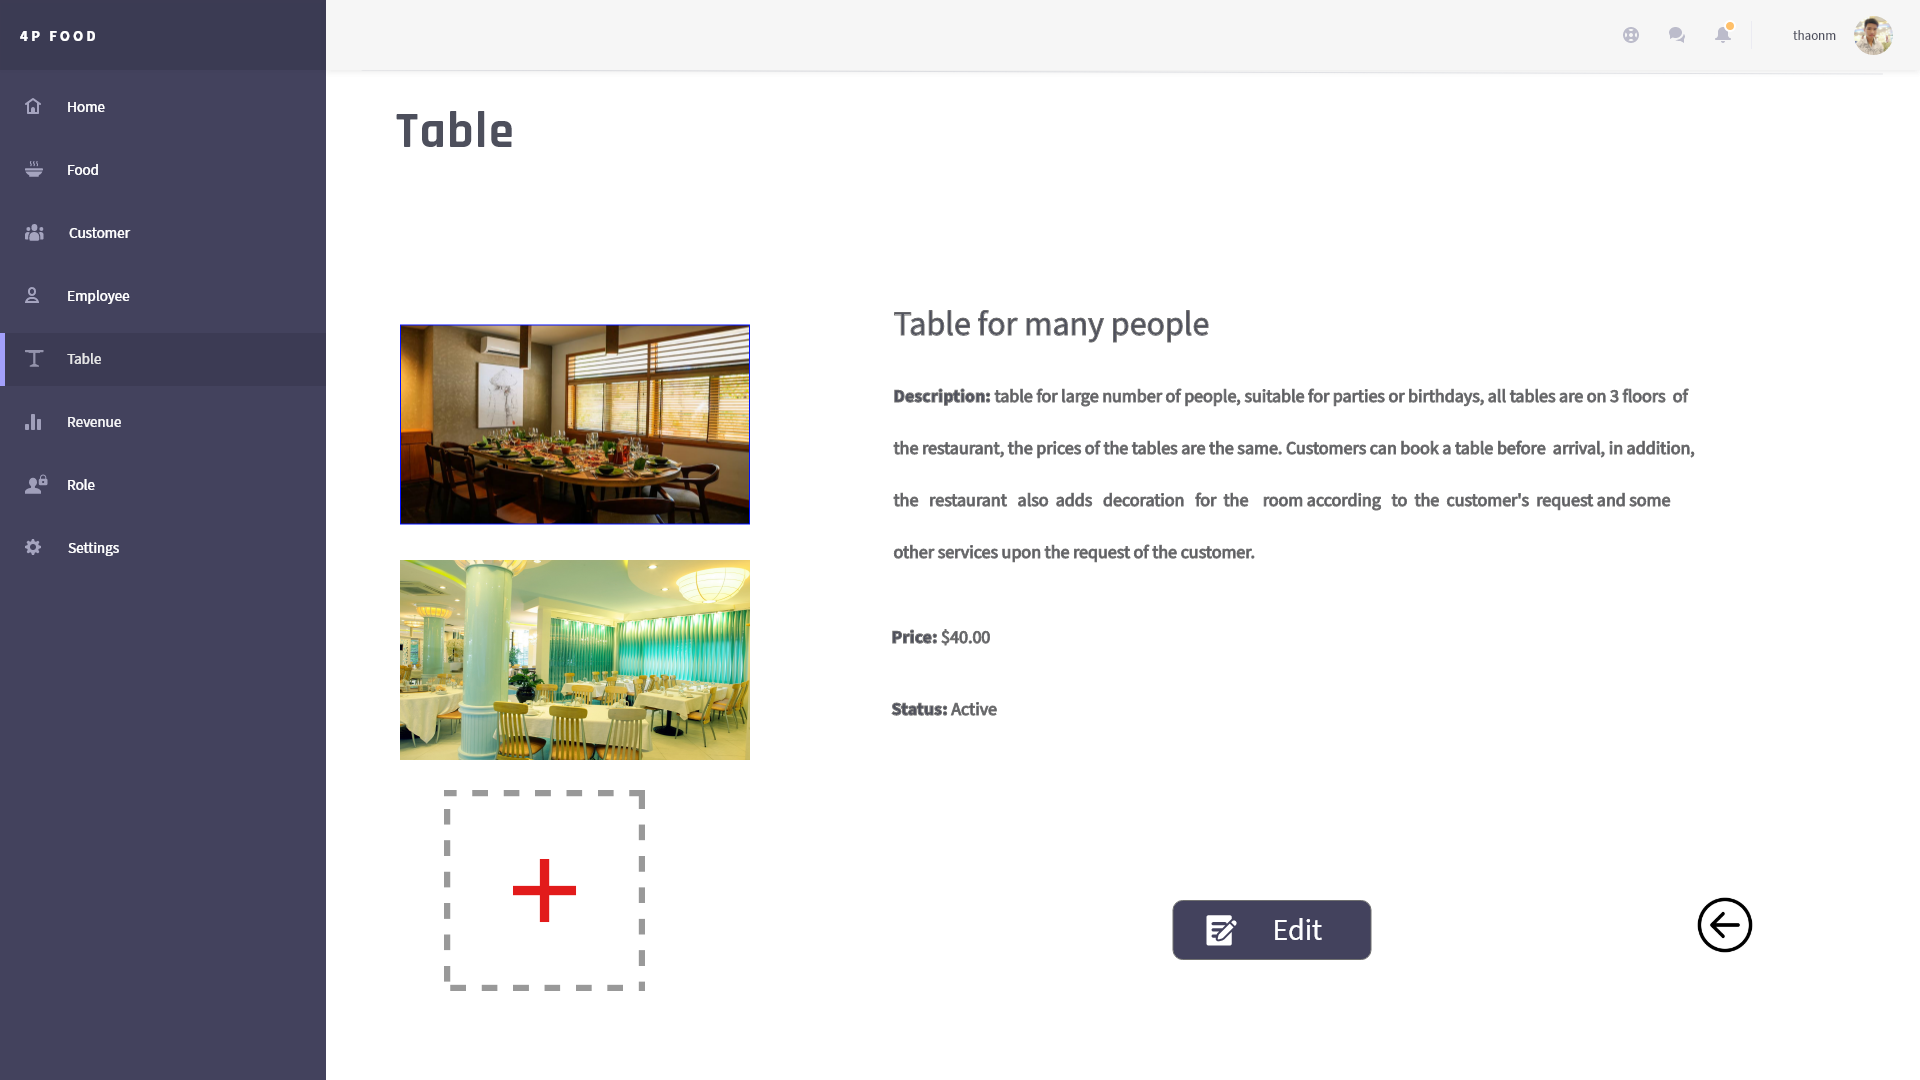 4P FOOD
thaonm
Home
Food
Customer
Employee
Table
Revenue
Role
Settings
Table
Table for many people
Description: table for large number of people, suitable for parties or birthdays, all tables are on 3 floors of
the restaurant, the prices of the tables are the same. Customers can book a table before arrival, in addition,
the restaurant also adds decoration for the room according to the customer's request and some
other services upon the request of the customer.
Price: $40.00
Status: Active
Edit